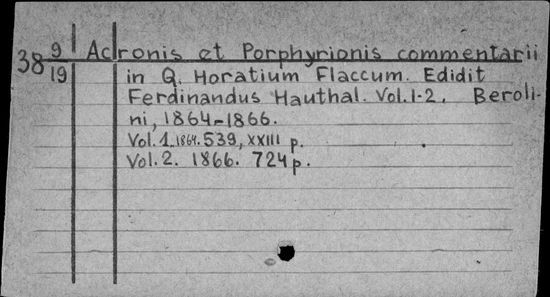 38 9/19
Acronis et Porphyrionis commentarii
in Q. Horatium Flaccum. Edidit
Ferdinandus Hauthal. Vol. 1-2. Beroli-
ni, 1864-1866.
Vol. 1. 1864. 539, XXIII p.
Vol. 2. 1866. 724 p.